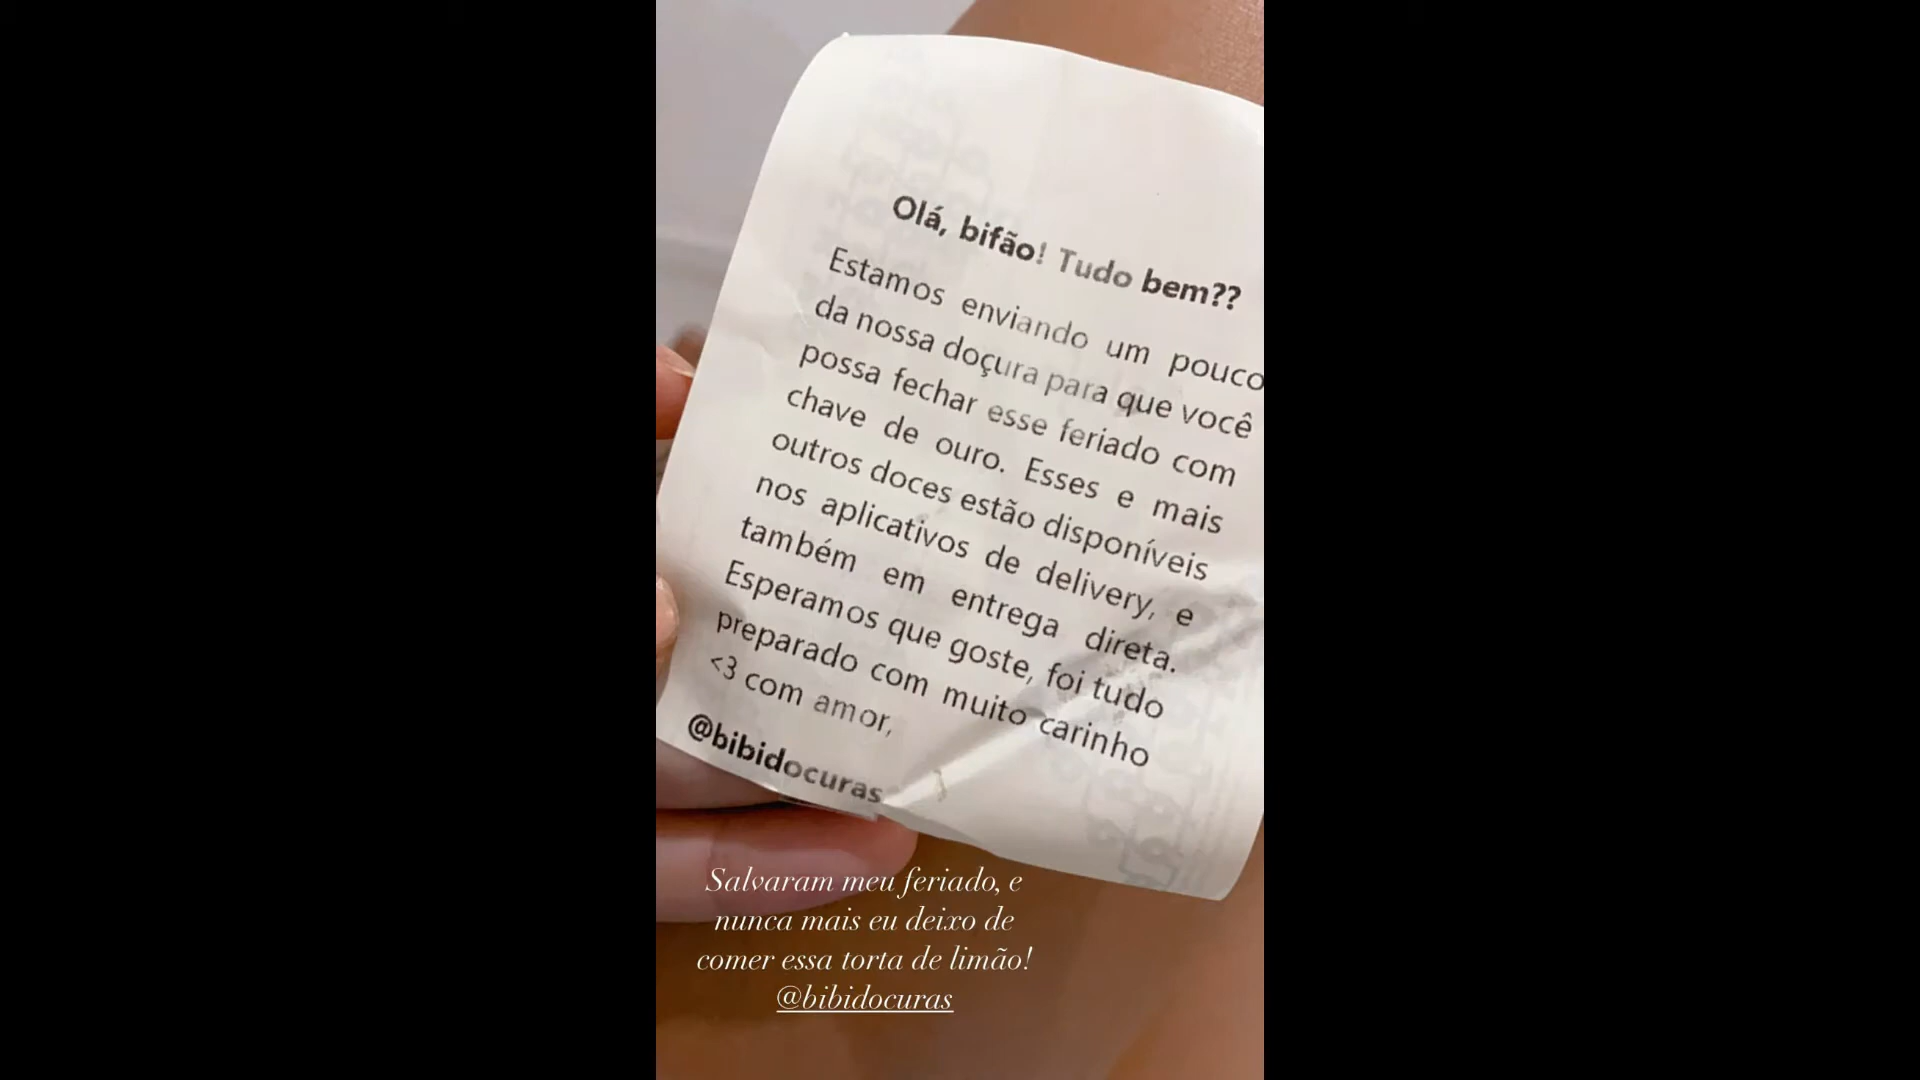 Olá, bifão! Tudo bem??
Estamos enviando um pouco
da nossa doçura para que você
possa fechar esse feriado com
chave de ouro. Esses e mais
outros doces estão disponíveis
nos aplicativos de delivery, e
também em entrega direta.
Esperamos que goste, foi tudo
preparado com muito carinho
<3 com amor,
@bibidocuras
Salvaram meu feriado, e
nunca mais eu deixo de
comer essa torta de limão!
@bibidocuras